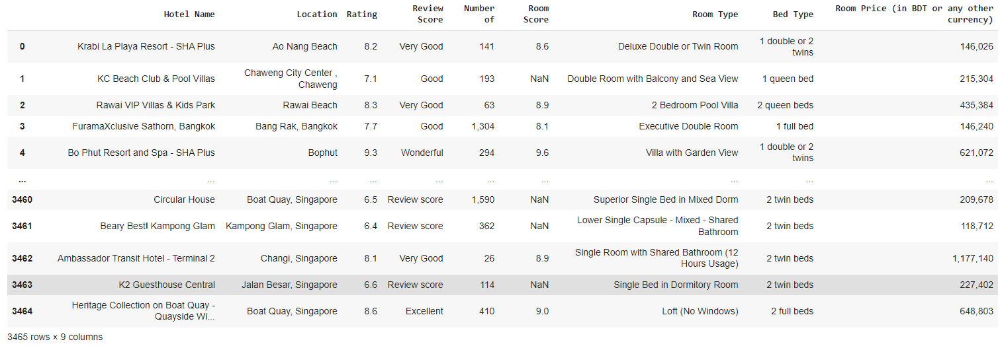 Hotel Name Location Rating Review Score Number of Room Score Room Type Bed Type Room Price (in BDT or any other currency)
0 Krabi La Playa Resort - SHA Plus Ao Nang Beach 8.2 Very Good 141 8.6 Deluxe Double or Twin Room 1 double or 2 twins 146,026
1 KC Beach Club & Pool Villas Chaweng City Center , Chaweng 7.1 Good 193 NaN Double Room with Balcony and Sea View 1 queen bed 215,304
2 Rawai VIP Villas & Kids Park Rawai Beach 8.3 Very Good 63 8.9 2 Bedroom Pool Villa 2 queen beds 435,384
3 FuramaXclusive Sathorn, Bangkok Bang Rak, Bangkok 7.7 Good 1,304 8.1 Executive Double Room 1 full bed 146,240
4 Bo Phut Resort and Spa - SHA Plus Bophut 9.3 Wonderful 294 9.6 Villa with Garden View 1 double or 2 twins 621,072
... ... ... ... ... ... ... ... ... ...
3460 Circular House Boat Quay, Singapore 6.5 Review score 1,590 NaN Superior Single Bed in Mixed Dorm 2 twin beds 209,678
3461 Beary Best! Kampong Glam Kampong Glam, Singapore 6.4 Review score 362 NaN Lower Single Capsule - Mixed - Shared Bathroom 2 twin beds 118,712
3462 Ambassador Transit Hotel - Terminal 2 Changi, Singapore 8.1 Very Good 26 8.9 Single Room with Shared Bathroom (12 Hours Usage) 2 twin beds 1,177,140
3463 K2 Guesthouse Central Jalan Besar, Singapore 6.6 Review score 114 NaN Single Bed in Dormitory Room 2 twin beds 227,402
3464 Heritage Collection on Boat Quay - Quayside Wi... Boat Quay, Singapore 8.6 Excellent 410 9.0 Loft (No Windows) 2 full beds 648,803
3465 rows × 9 columns